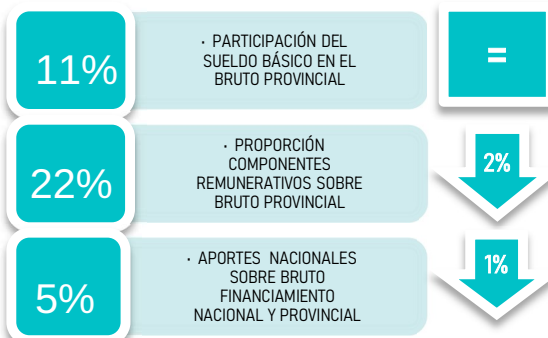 11%
· PARTICIPACIÓN DEL
SUELDO BÁSICO EN EL
BRUTO PROVINCIAL
=
22%
· PROPORCIÓN
COMPONENTES
REMUNERATIVOS SOBRE
BRUTO PROVINCIAL
2%
5%
· APORTES NACIONALES
SOBRE BRUTO
FINANCIAMIENTO
NACIONAL Y PROVINCIAL
1%